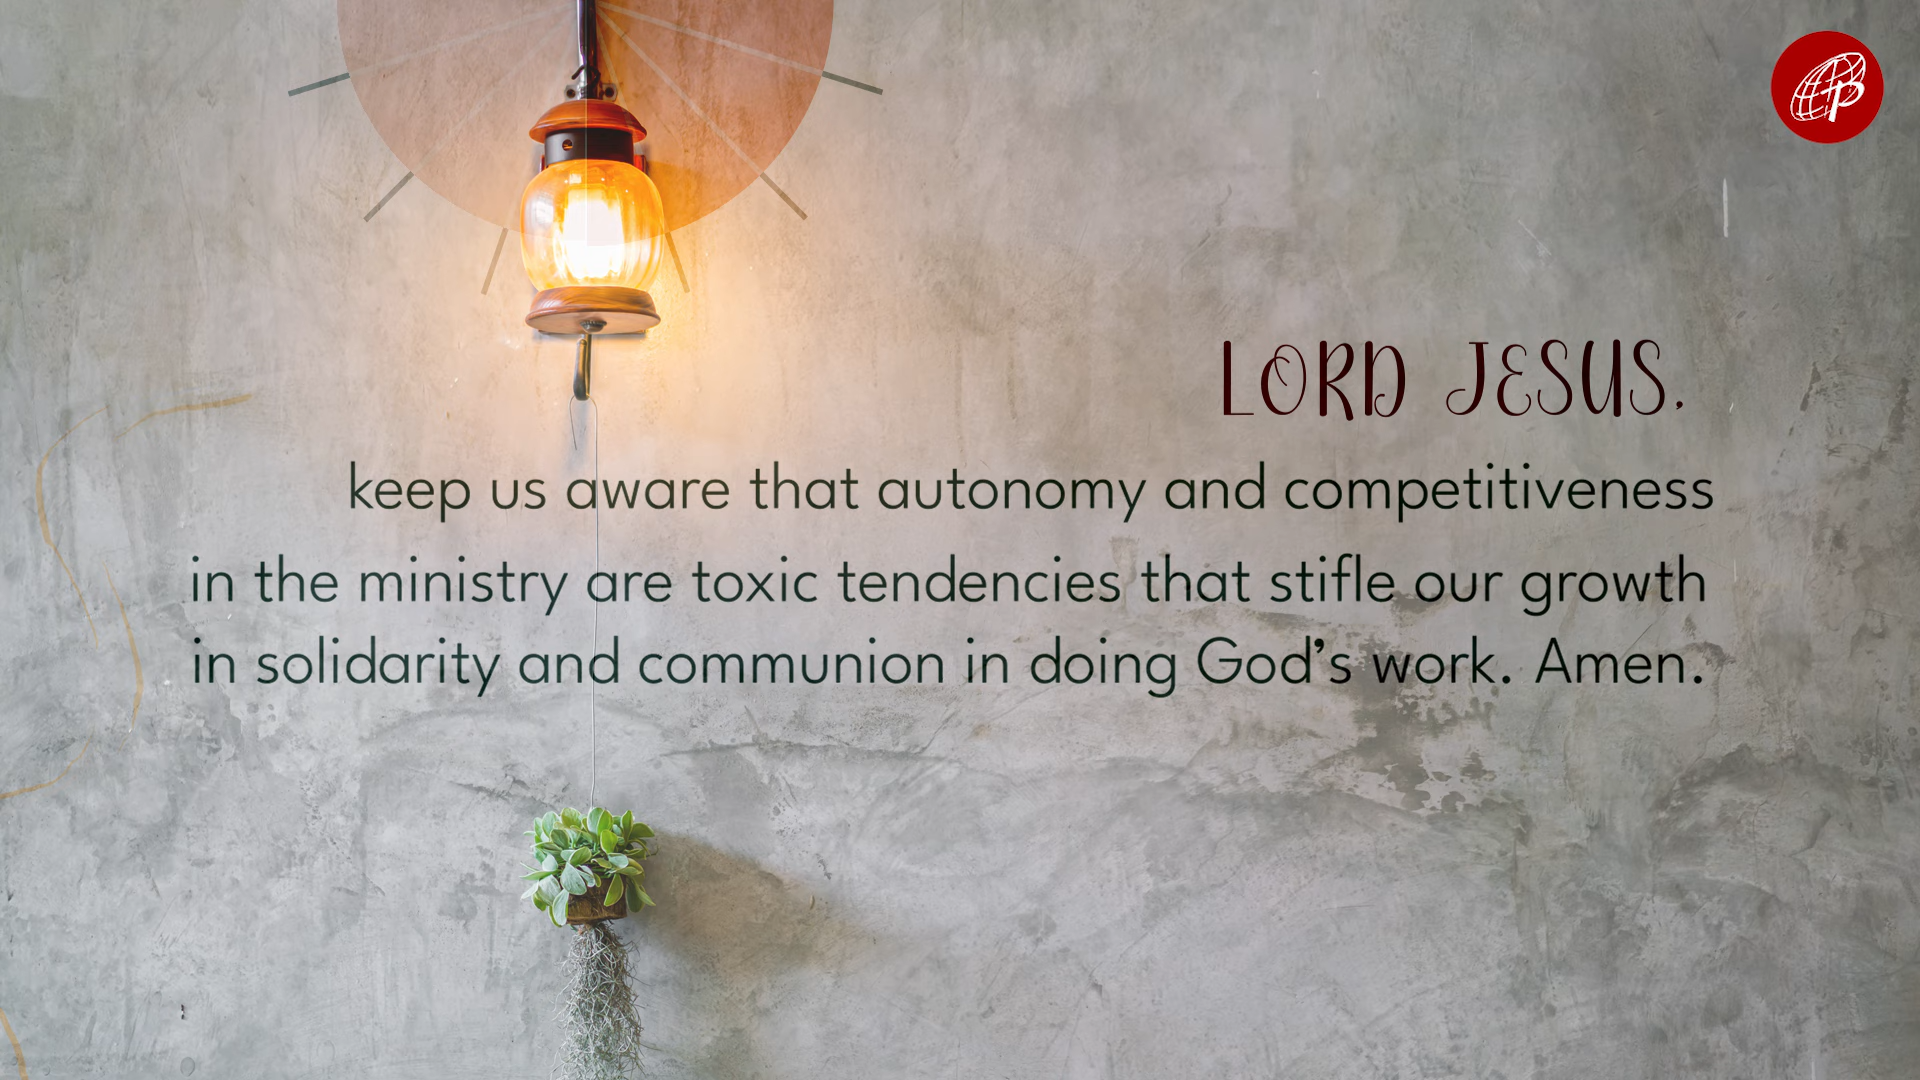 LORD JESUS,
keep us aware that autonomy and competitiveness
in the ministry are toxic tendencies that stifle our growth
in solidarity and communion in doing God’s work. Amen.